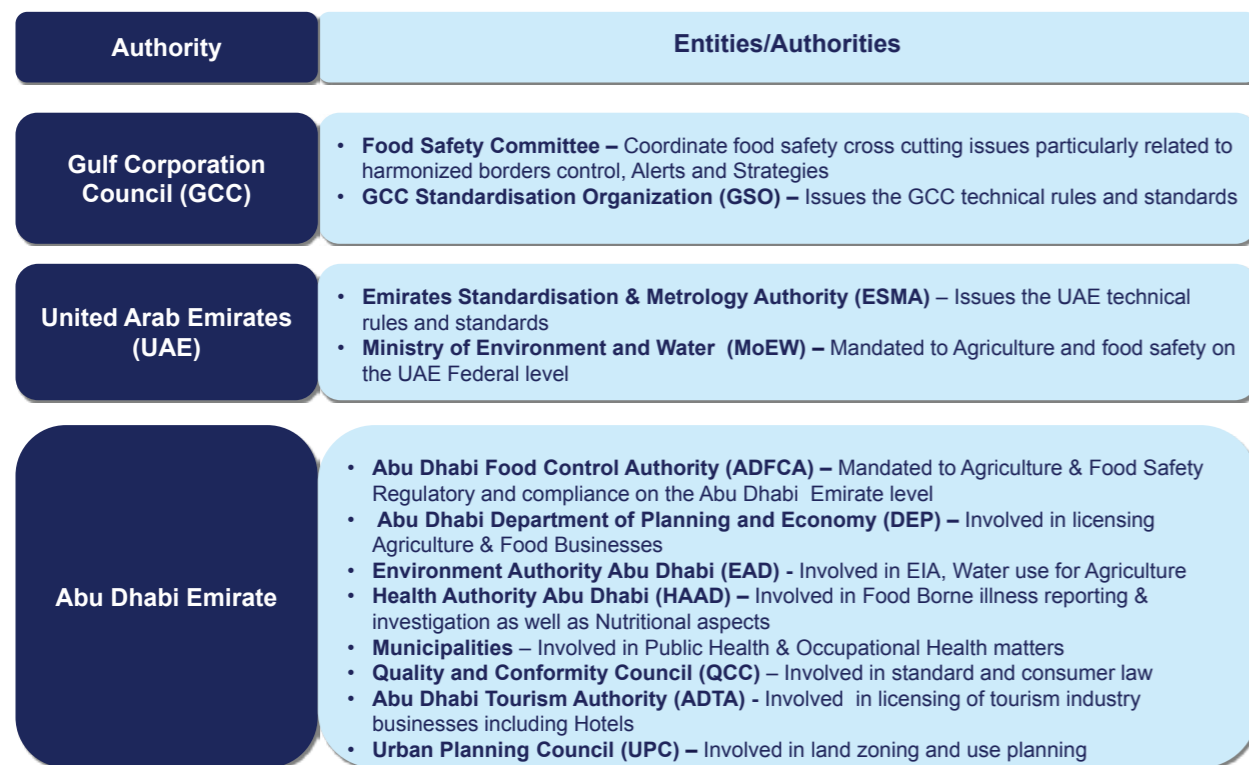 Authority
Entities/Authorities
Gulf Corporation
Council (GCC)
• Food Safety Committee – Coordinate food safety cross cutting issues particularly related to
harmonized borders control, Alerts and Strategies
• GCC Standardisation Organization (GSO) – Issues the GCC technical rules and standards
United Arab Emirates
(UAE)
• Emirates Standardisation & Metrology Authority (ESMA) – Issues the UAE technical
rules and standards
• Ministry of Environment and Water (MoEW) – Mandated to Agriculture and food safety on
the UAE Federal level
Abu Dhabi Emirate
• Abu Dhabi Food Control Authority (ADFCA) – Mandated to Agriculture & Food Safety
Regulatory and compliance on the Abu Dhabi Emirate level
• Abu Dhabi Department of Planning and Economy (DEP) – Involved in licensing
Agriculture & Food Businesses
• Environment Authority Abu Dhabi (EAD) - Involved in EIA, Water use for Agriculture
• Health Authority Abu Dhabi (HAAD) – Involved in Food Borne illness reporting &
investigation as well as Nutritional aspects
• Municipalities – Involved in Public Health & Occupational Health matters
• Quality and Conformity Council (QCC) – Involved in standard and consumer law
• Abu Dhabi Tourism Authority (ADTA) - Involved in licensing of tourism industry
businesses including Hotels
• Urban Planning Council (UPC) – Involved in land zoning and use planning